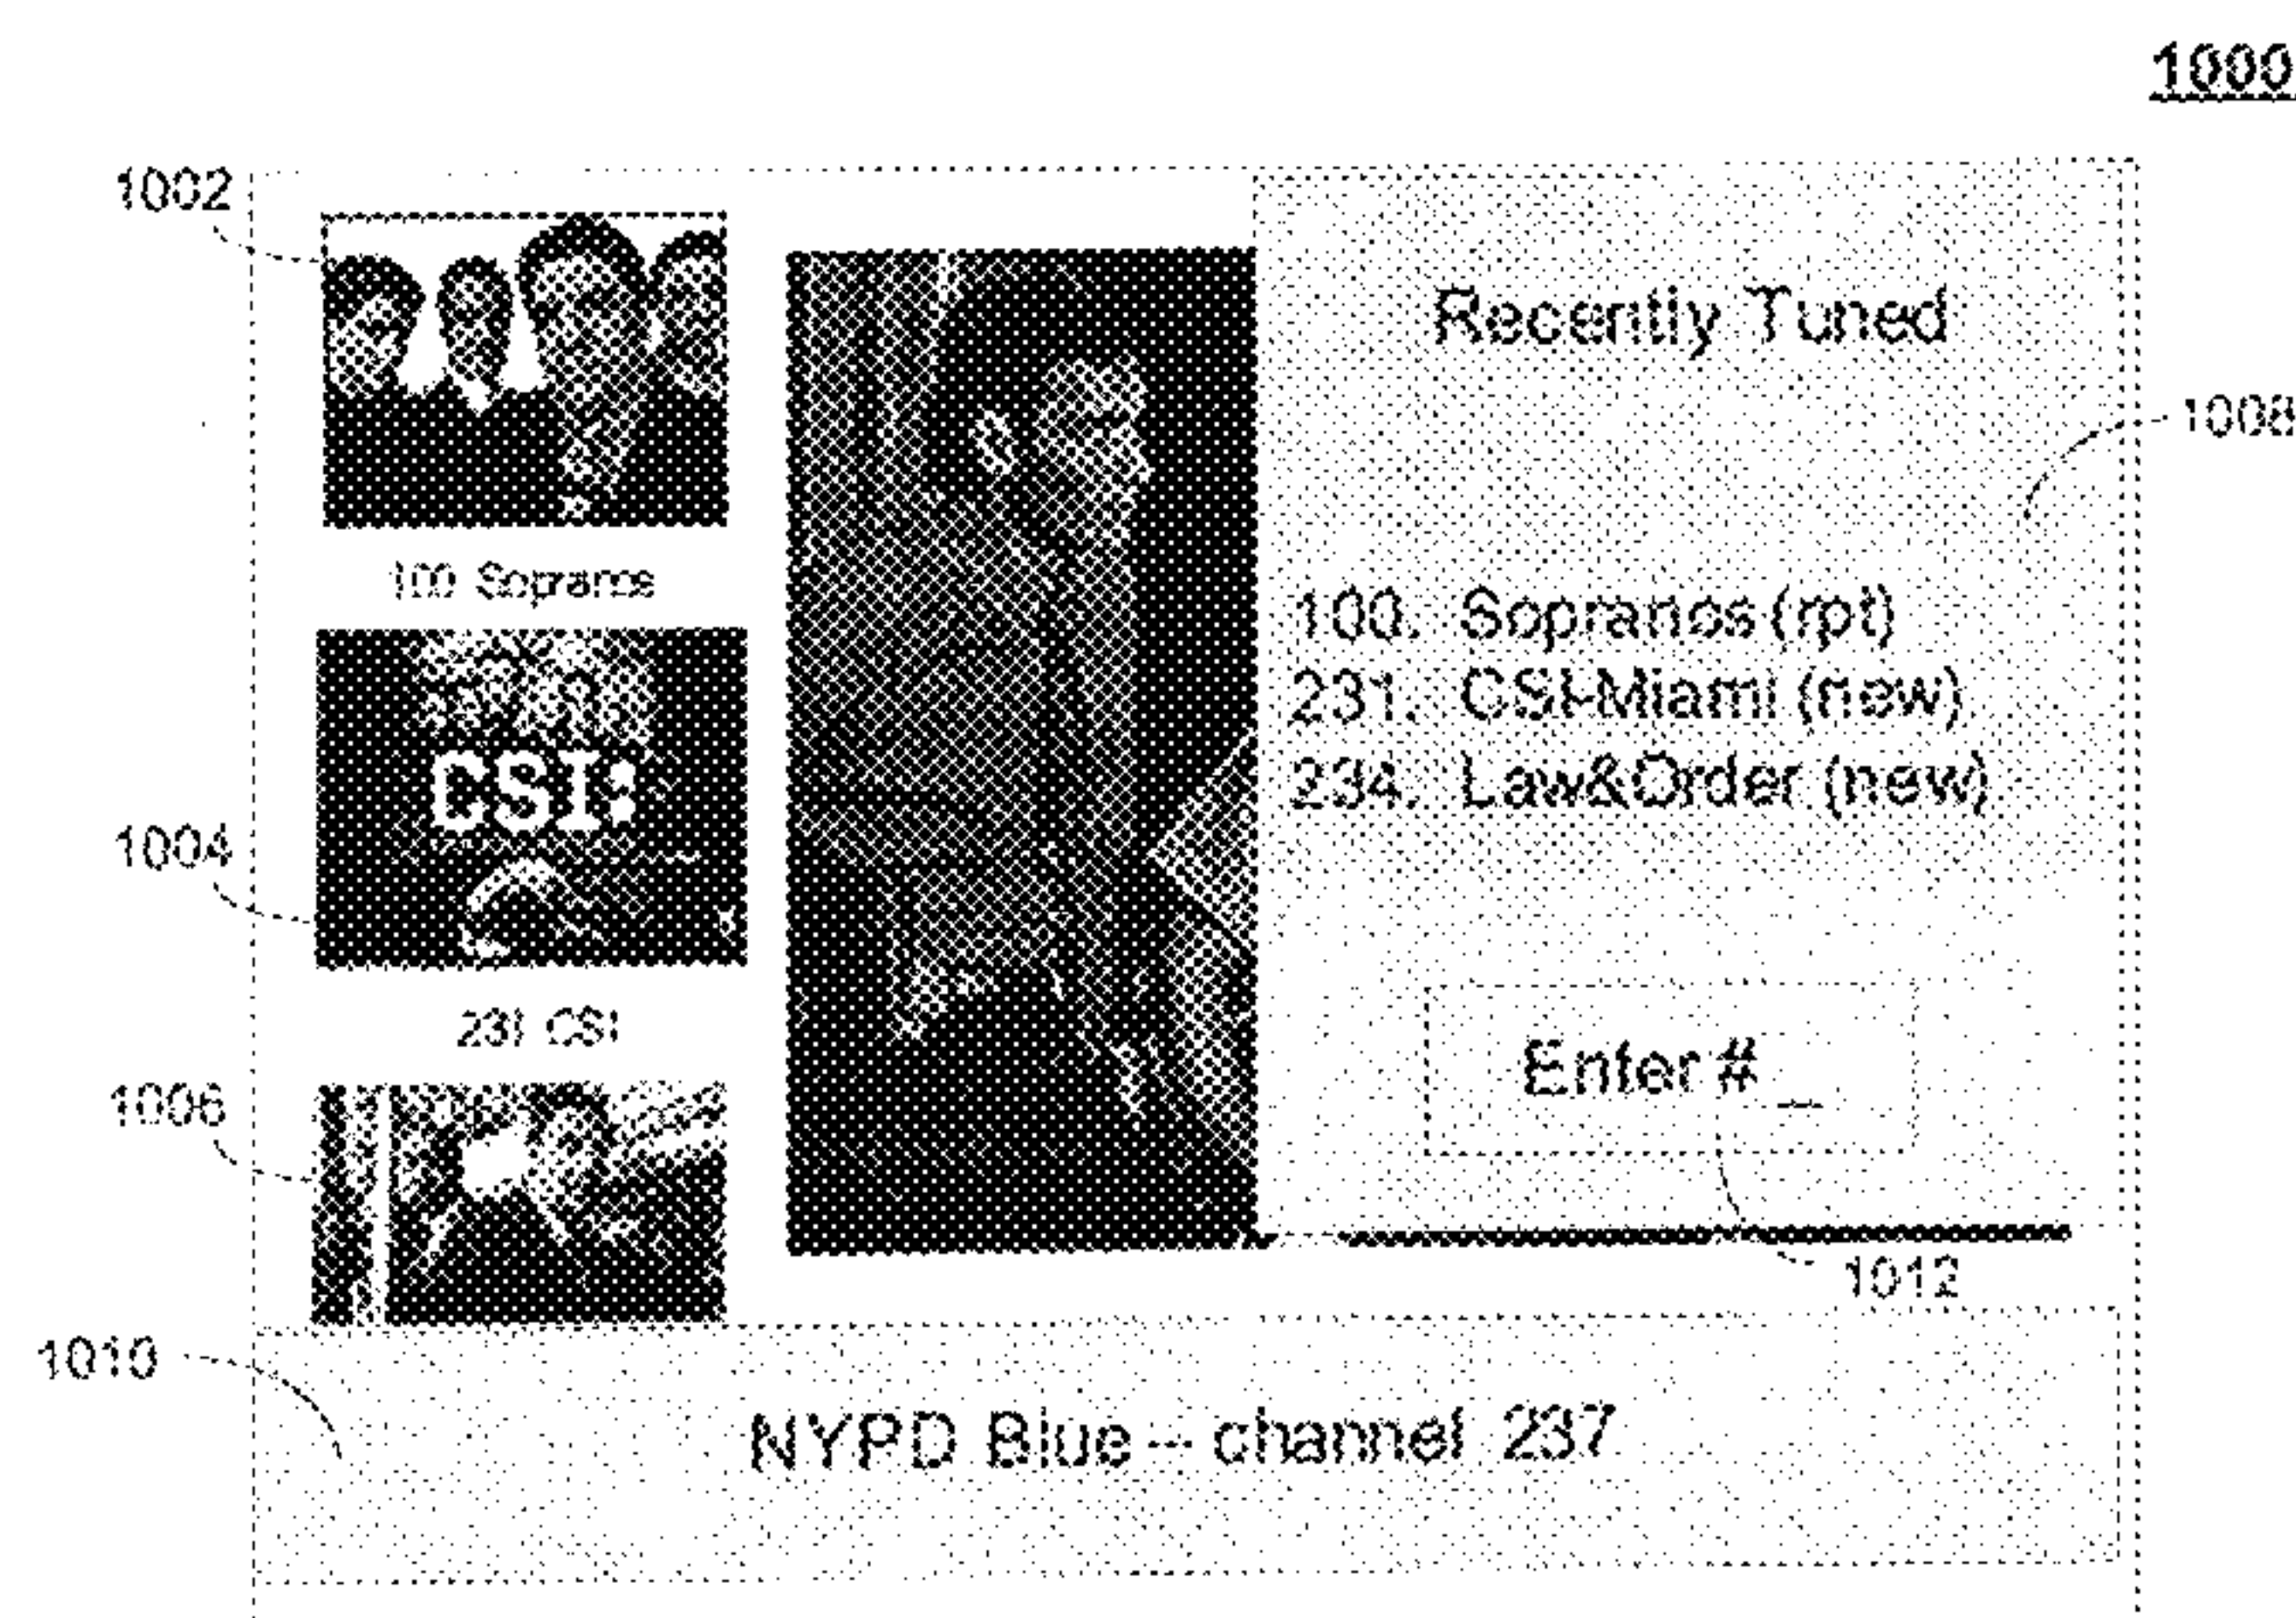 1000
1002
100 Sopranos
CSI:
1004
231 CSI
1006
Recently Tuned
1008
100. Sopranos (rpt)
231. CSI-Miami (new)
234. Law&Order (new)
Enter # _
1012
1010
NYPD Blue -- channel 237